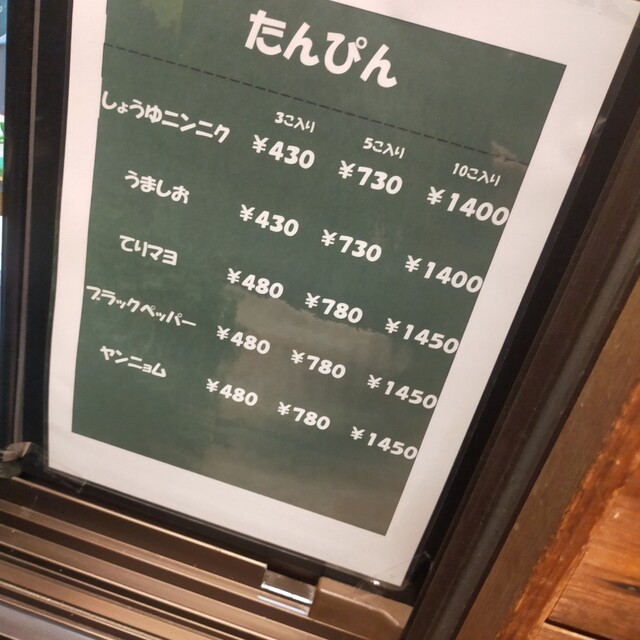 たんぴん
3こ入り 5こ入り 10こ入り
しょうゆニンニク ¥430 ¥730 ¥1400
うましお ¥430 ¥730 ¥1400
てりマヨ ¥480 ¥780 ¥1450
ブラックペッパー ¥480 ¥780 ¥1450
ヤンニョム ¥480 ¥780 ¥1450